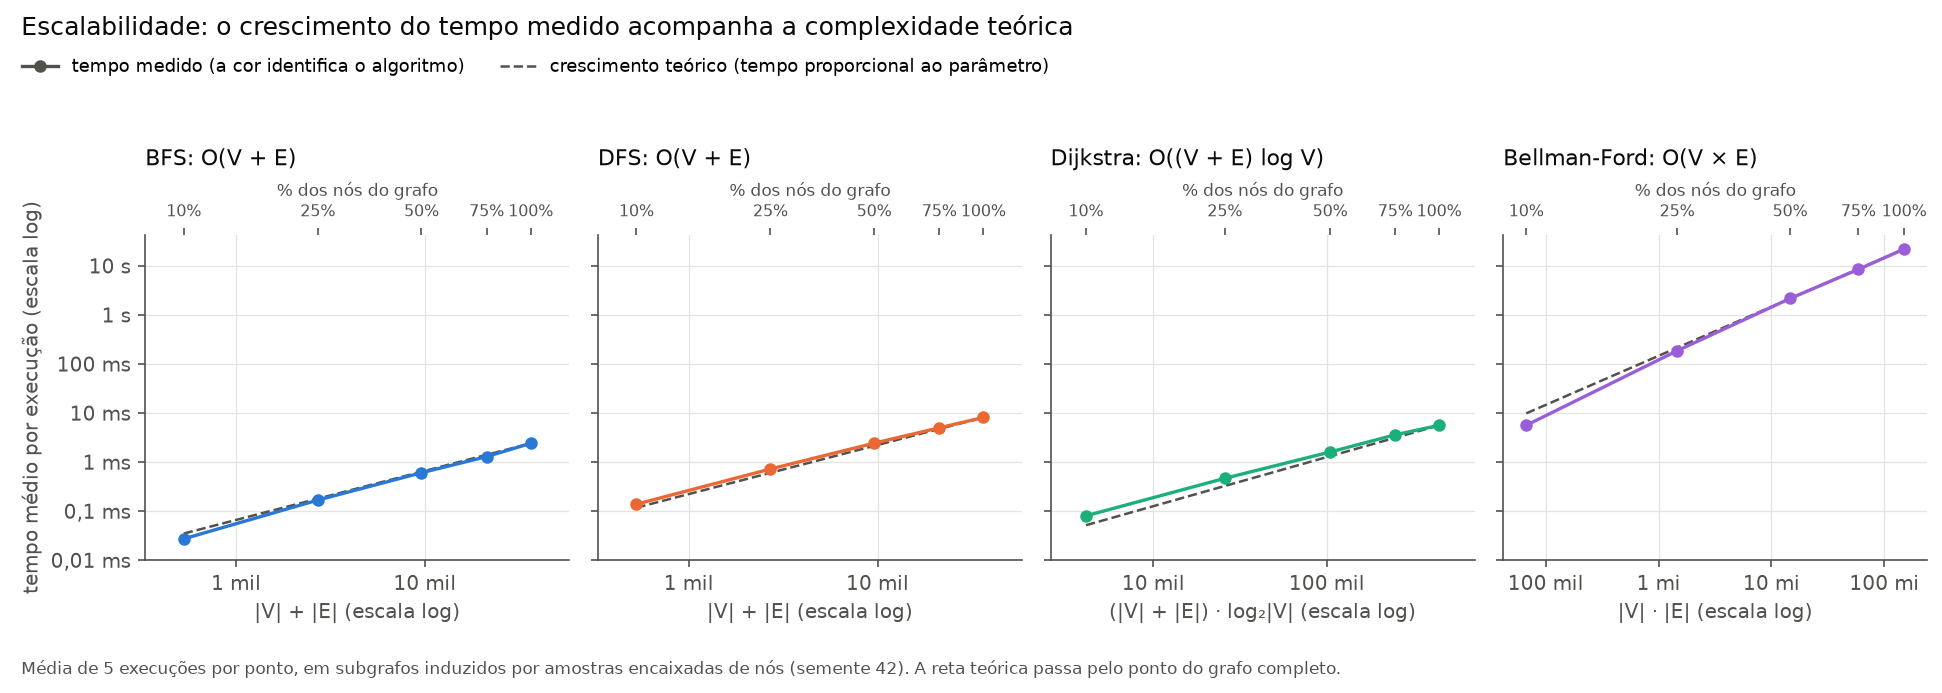 Escalabilidade: o crescimento do tempo medido acompanha a complexidade teórica
tempo medido (a cor identifica o algoritmo)
crescimento teórico (tempo proporcional ao parâmetro)
BFS: O(V + E)
% dos nós do grafo
10% 25% 50% 75% 100%
tempo médio por execução (escala log)
10 s
1 s
100 ms
10 ms
1 ms
0,1 ms
0,01 ms
1 mil 10 mil
|V| + |E| (escala log)
DFS: O(V + E)
% dos nós do grafo
10% 25% 50% 75% 100%
1 mil 10 mil
|V| + |E| (escala log)
Dijkstra: O((V + E) log V)
% dos nós do grafo
10% 25% 50% 75% 100%
10 mil 100 mil
(|V| + |E|) · log₂|V| (escala log)
Bellman-Ford: O(V × E)
% dos nós do grafo
10% 25% 50% 75% 100%
100 mil 1 mi 10 mi 100 mi
|V| · |E| (escala log)
Média de 5 execuções por ponto, em subgrafos induzidos por amostras encaixadas de nós (semente 42). A reta teórica passa pelo ponto do grafo completo.